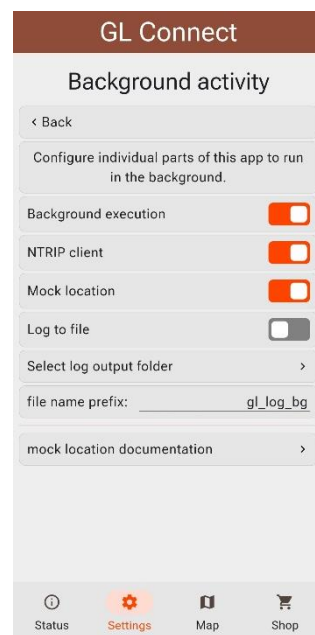 GL Connect
Background activity
< Back
Configure individual parts of this app to run
in the background.
Background execution
NTRIP client
Mock location
Log to file
Select log output folder >
file name prefix: gl_log_bg
mock location documentation >
Status Settings Map Shop